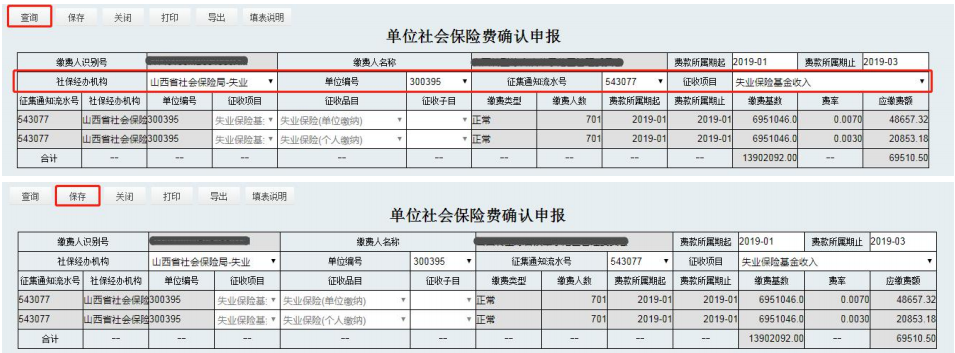 查询 保存 关闭 打印 导出 填表说明
单位社会保险费确认申报
缴费人识别号 缴费人名称 费款所属期起 2019-01 费款所属期止 2019-03
社保经办机构 山西省社会保险局-失业 单位编号 300395 征集通知流水号 543077 征收项目 失业保险基金收入
征集通知流水号 社保经办机构 单位编号 征收项目 征收品目 征收子目 缴费类型 缴费人数 费款所属期起 费款所属期止 缴费基数 费率 应缴费额
543077 山西省社会保险 300395 失业保险基: 失业保险(单位缴纳) 正常 701 2019-01 2019-01 6951046.0 0.0070 48657.32
543077 山西省社会保险 300395 失业保险基: 失业保险(个人缴纳) 正常 701 2019-01 2019-01 6951046.0 0.0030 20853.18
合计 -- -- -- -- -- -- -- -- -- 13902092.00 -- 69510.50
查询 保存 关闭 打印 导出 填表说明
单位社会保险费确认申报
缴费人识别号 缴费人名称 费款所属期起 2019-01 费款所属期止 2019-03
社保经办机构 山西省社会保险局-失业 单位编号 300395 征集通知流水号 543077 征收项目 失业保险基金收入
征集通知流水号 社保经办机构 单位编号 征收项目 征收品目 征收子目 缴费类型 缴费人数 费款所属期起 费款所属期止 缴费基数 费率 应缴费额
543077 山西省社会保险 300395 失业保险基: 失业保险(单位缴纳) 正常 701 2019-01 2019-01 6951046.0 0.0070 48657.32
543077 山西省社会保险 300395 失业保险基: 失业保险(个人缴纳) 正常 701 2019-01 2019-01 6951046.0 0.0030 20853.18
合计 -- -- -- -- -- -- -- -- -- 13902092.00 -- 69510.50